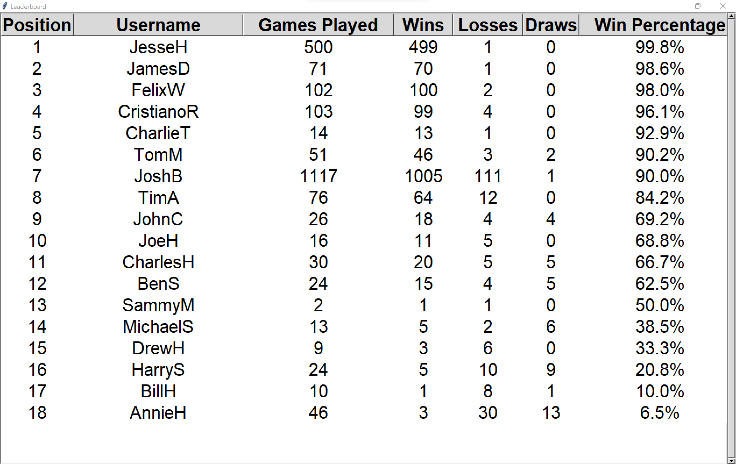 Leaderboard
Position Username Games Played Wins Losses Draws Win Percentage
1 JesseH 500 499 1 0 99.8%
2 JamesD 71 70 1 0 98.6%
3 FelixW 102 100 2 0 98.0%
4 CristianoR 103 99 4 0 96.1%
5 CharlieT 14 13 1 0 92.9%
6 TomM 51 46 3 2 90.2%
7 JoshB 1117 1005 111 1 90.0%
8 TimA 76 64 12 0 84.2%
9 JohnC 26 18 4 4 69.2%
10 JoeH 16 11 5 0 68.8%
11 CharlesH 30 20 5 5 66.7%
12 BenS 24 15 4 5 62.5%
13 SammyM 2 1 1 0 50.0%
14 MichaelS 13 5 2 6 38.5%
15 DrewH 9 3 6 0 33.3%
16 HarryS 24 5 10 9 20.8%
17 BillH 10 1 8 1 10.0%
18 AnnieH 46 3 30 13 6.5%